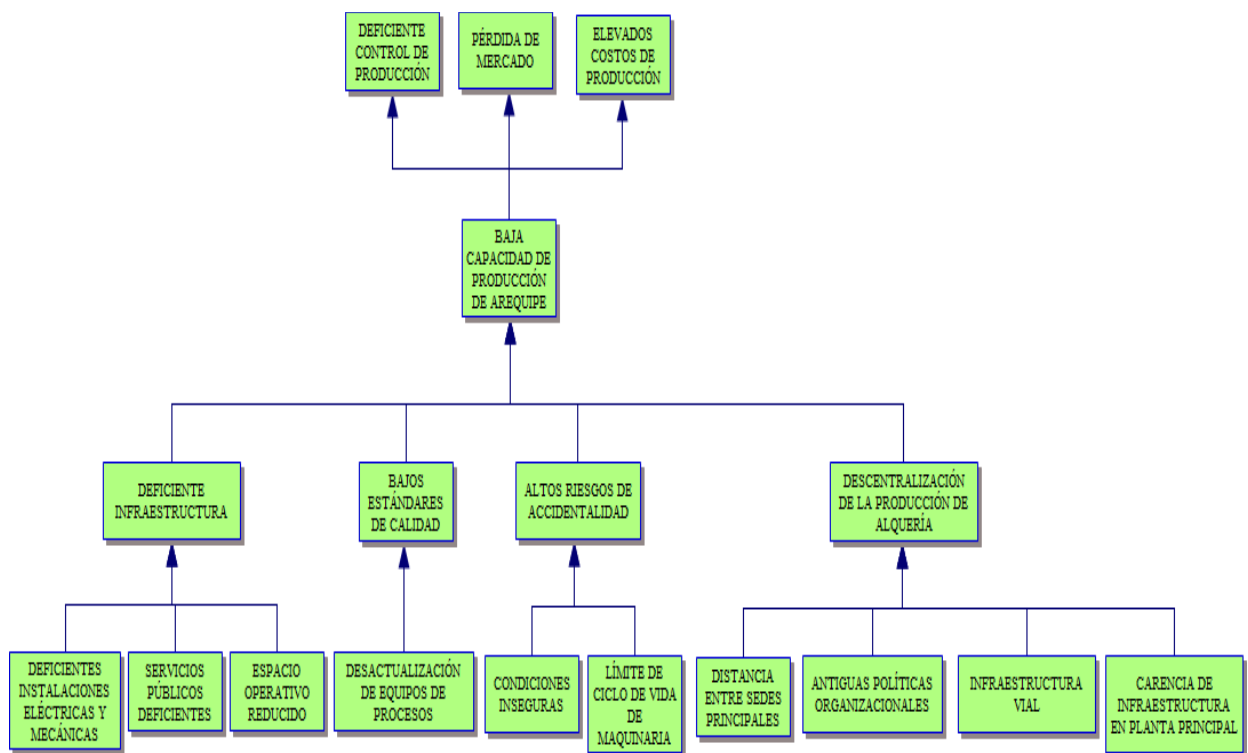 DEFICIENTE
CONTROL DE
PRODUCCIÓN
PÉRDIDA DE
MERCADO
ELEVADOS
COSTOS DE
PRODUCCIÓN
BAJA
CAPACIDAD DE
PRODUCCIÓN
DE AREQUIPE
DEFICIENTE
INFRAESTRUCTURA
BAJOS
ESTÁNDARES
DE CALIDAD
ALTOS RIESGOS DE
ACCIDENTALIDAD
DESCENTRALIZACIÓN
DE LA PRODUCCIÓN DE
ALQUERÍA
DEFICIENTES
INSTALACIONES
ELÉCTRICAS Y
MECÁNICAS
SERVICIOS
PÚBLICOS
DEFICIENTES
ESPACIO
OPERATIVO
REDUCIDO
DESACTUALIZACIÓN
DE EQUIPOS DE
PROCESOS
CONDICIONES
INSEGURAS
LÍMITE DE
CICLO DE VIDA
DE
MAQUINARIA
DISTANCIA
ENTRE SEDES
PRINCIPALES
ANTIGUAS POLÍTICAS
ORGANIZACIONALES
INFRAESTRUCTURA
VIAL
CARENCIA DE
INFRAESTRUCTURA
EN PLANTA PRINCIPAL